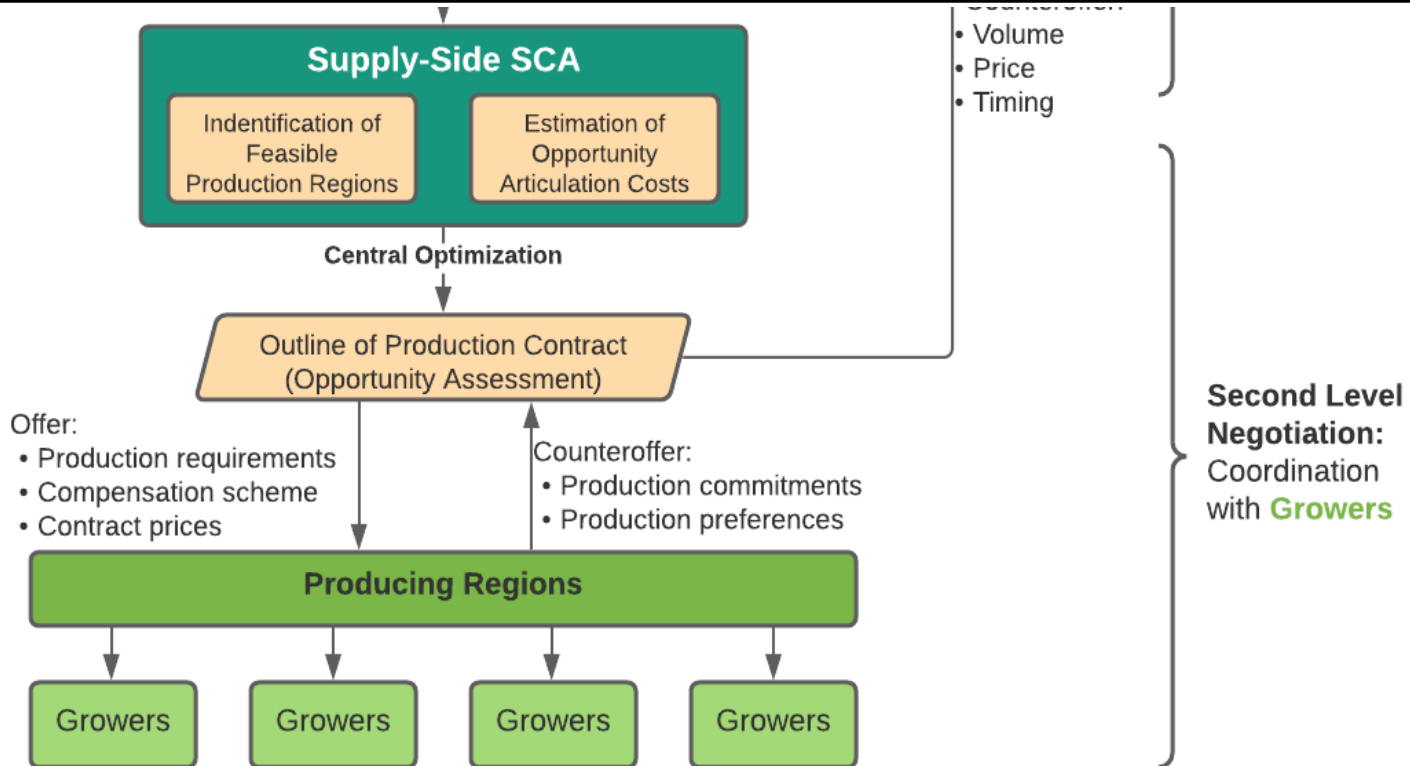 • Volume
• Price
• Timing
Supply-Side SCA
Indentification of
Feasible
Production Regions
Estimation of
Opportunity
Articulation Costs
Central Optimization
Outline of Production Contract
(Opportunity Assessment)
Offer:
• Production requirements
• Compensation scheme
• Contract prices
Counteroffer:
• Production commitments
• Production preferences
Second Level
Negotiation:
Coordination
with Growers
Producing Regions
Growers
Growers
Growers
Growers